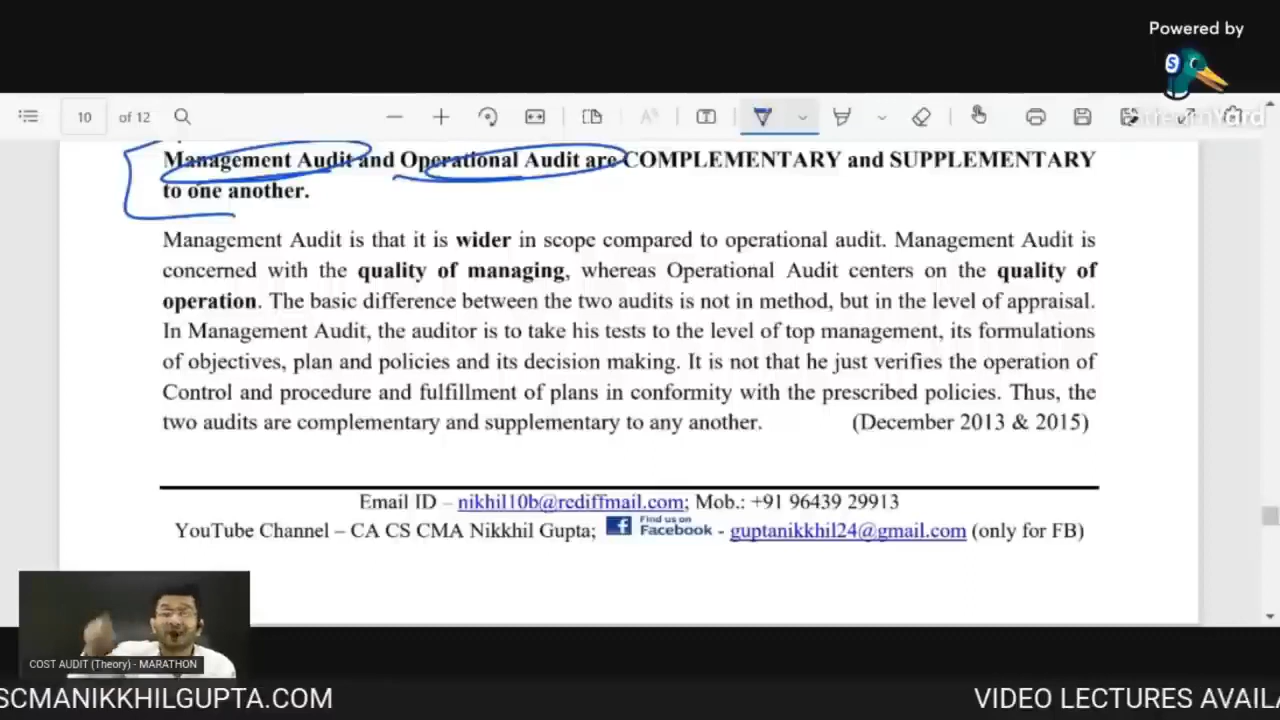 Powered by
S
10 of 12
Management Audit and Operational Audit are COMPLEMENTARY and SUPPLEMENTARY
to one another.
Management Audit is that it is wider in scope compared to operational audit. Management Audit is
concerned with the quality of managing, whereas Operational Audit centers on the quality of
operation. The basic difference between the two audits is not in method, but in the level of appraisal.
In Management Audit, the auditor is to take his tests to the level of top management, its formulations
of objectives, plan and policies and its decision making. It is not that he just verifies the operation of
Control and procedure and fulfillment of plans in conformity with the prescribed policies. Thus, the
two audits are complementary and supplementary to any another. (December 2013 & 2015)
Email ID – nikhil10b@rediffmail.com; Mob.: +91 96439 29913
YouTube Channel – CA CS CMA Nikkhil Gupta; Find us on Facebook - guptanikkhil24@gmail.com (only for FB)
COST AUDIT (Theory) - MARATHON
SCMANIKKHILGUPTA.COM VIDEO LECTURES AVAILA